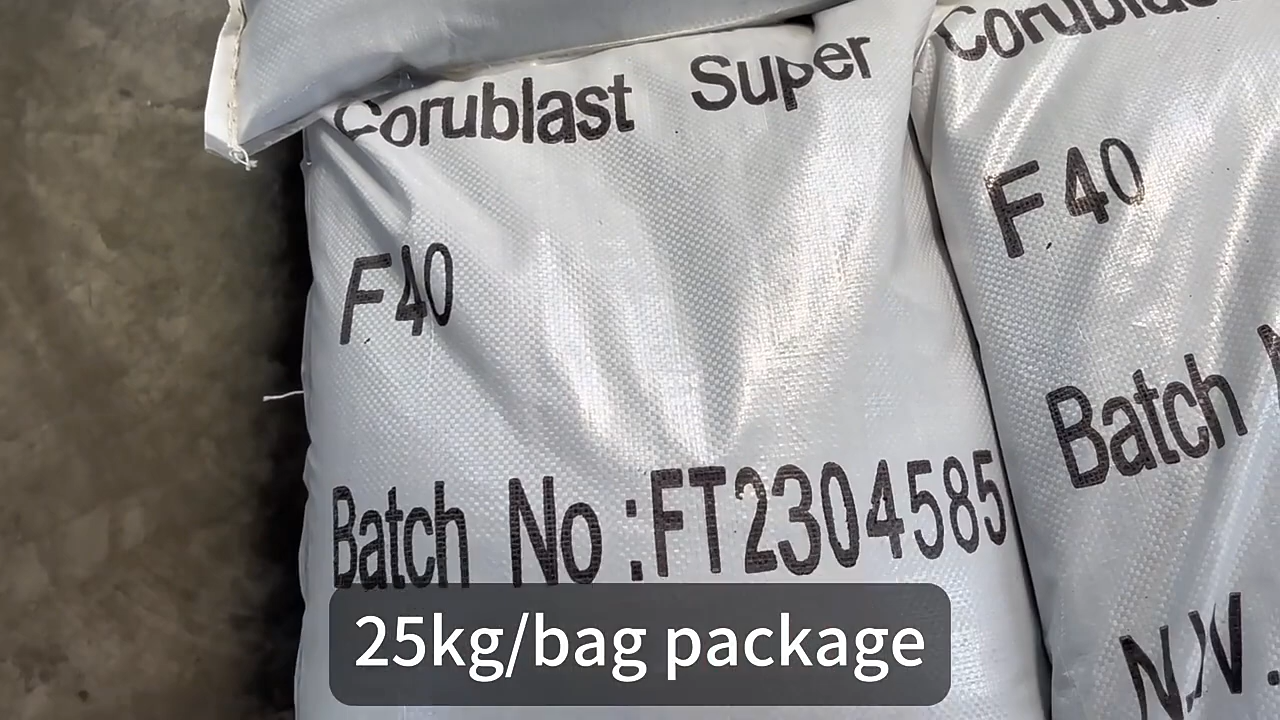 Corublast Super
F40
Batch No :FT2304585
25kg/bag package
F40
Batch
N.W.